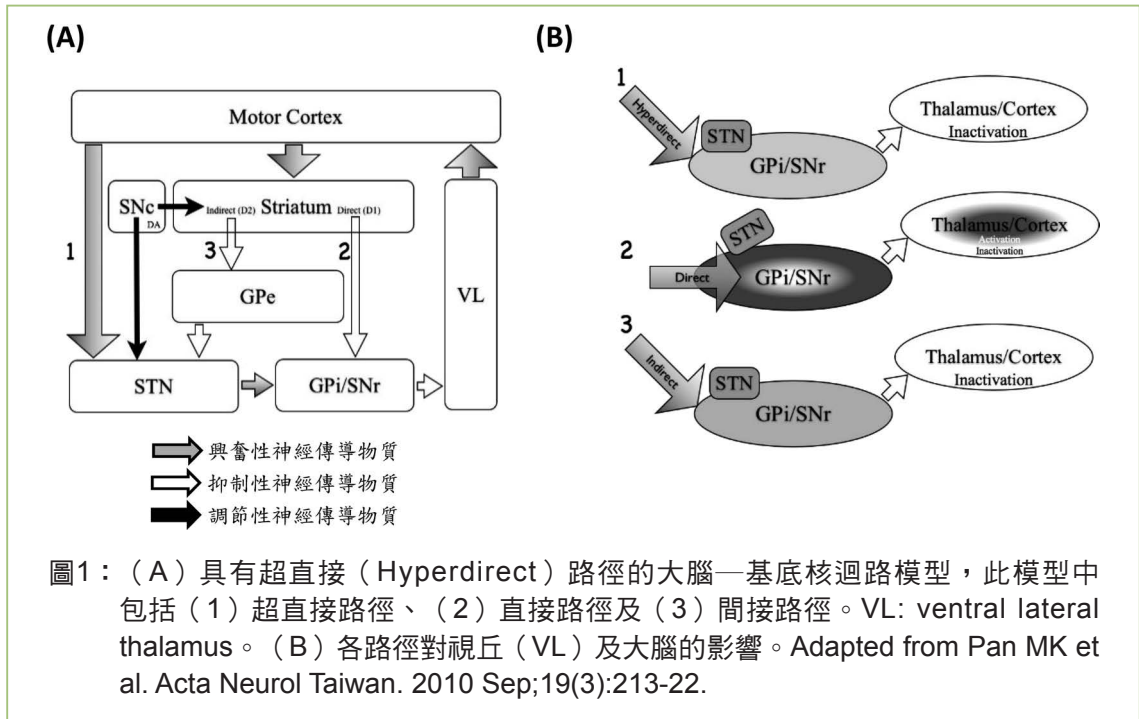 (A)
Motor Cortex
SNc
DA
Indirect (D2) Striatum Direct (D1)
1
3
2
GPe
VL
STN
GPi/SNr
興奮性神經傳導物質
抑制性神經傳導物質
調節性神經傳導物質
(B)
1
Hyperdirect
STN
GPi/SNr
Thalamus/Cortex
Inactivation
2
Direct
STN
GPi/SNr
Thalamus/Cortex
Activation
Inactivation
3
Indirect
STN
GPi/SNr
Thalamus/Cortex
Inactivation
圖1：（A）具有超直接（Hyperdirect）路徑的大腦—基底核迴路模型，此模型中
包括（1）超直接路徑、（2）直接路徑及（3）間接路徑。VL: ventral lateral
thalamus。（B）各路徑對視丘（VL）及大腦的影響。Adapted from Pan MK et
al. Acta Neurol Taiwan. 2010 Sep;19(3):213-22.